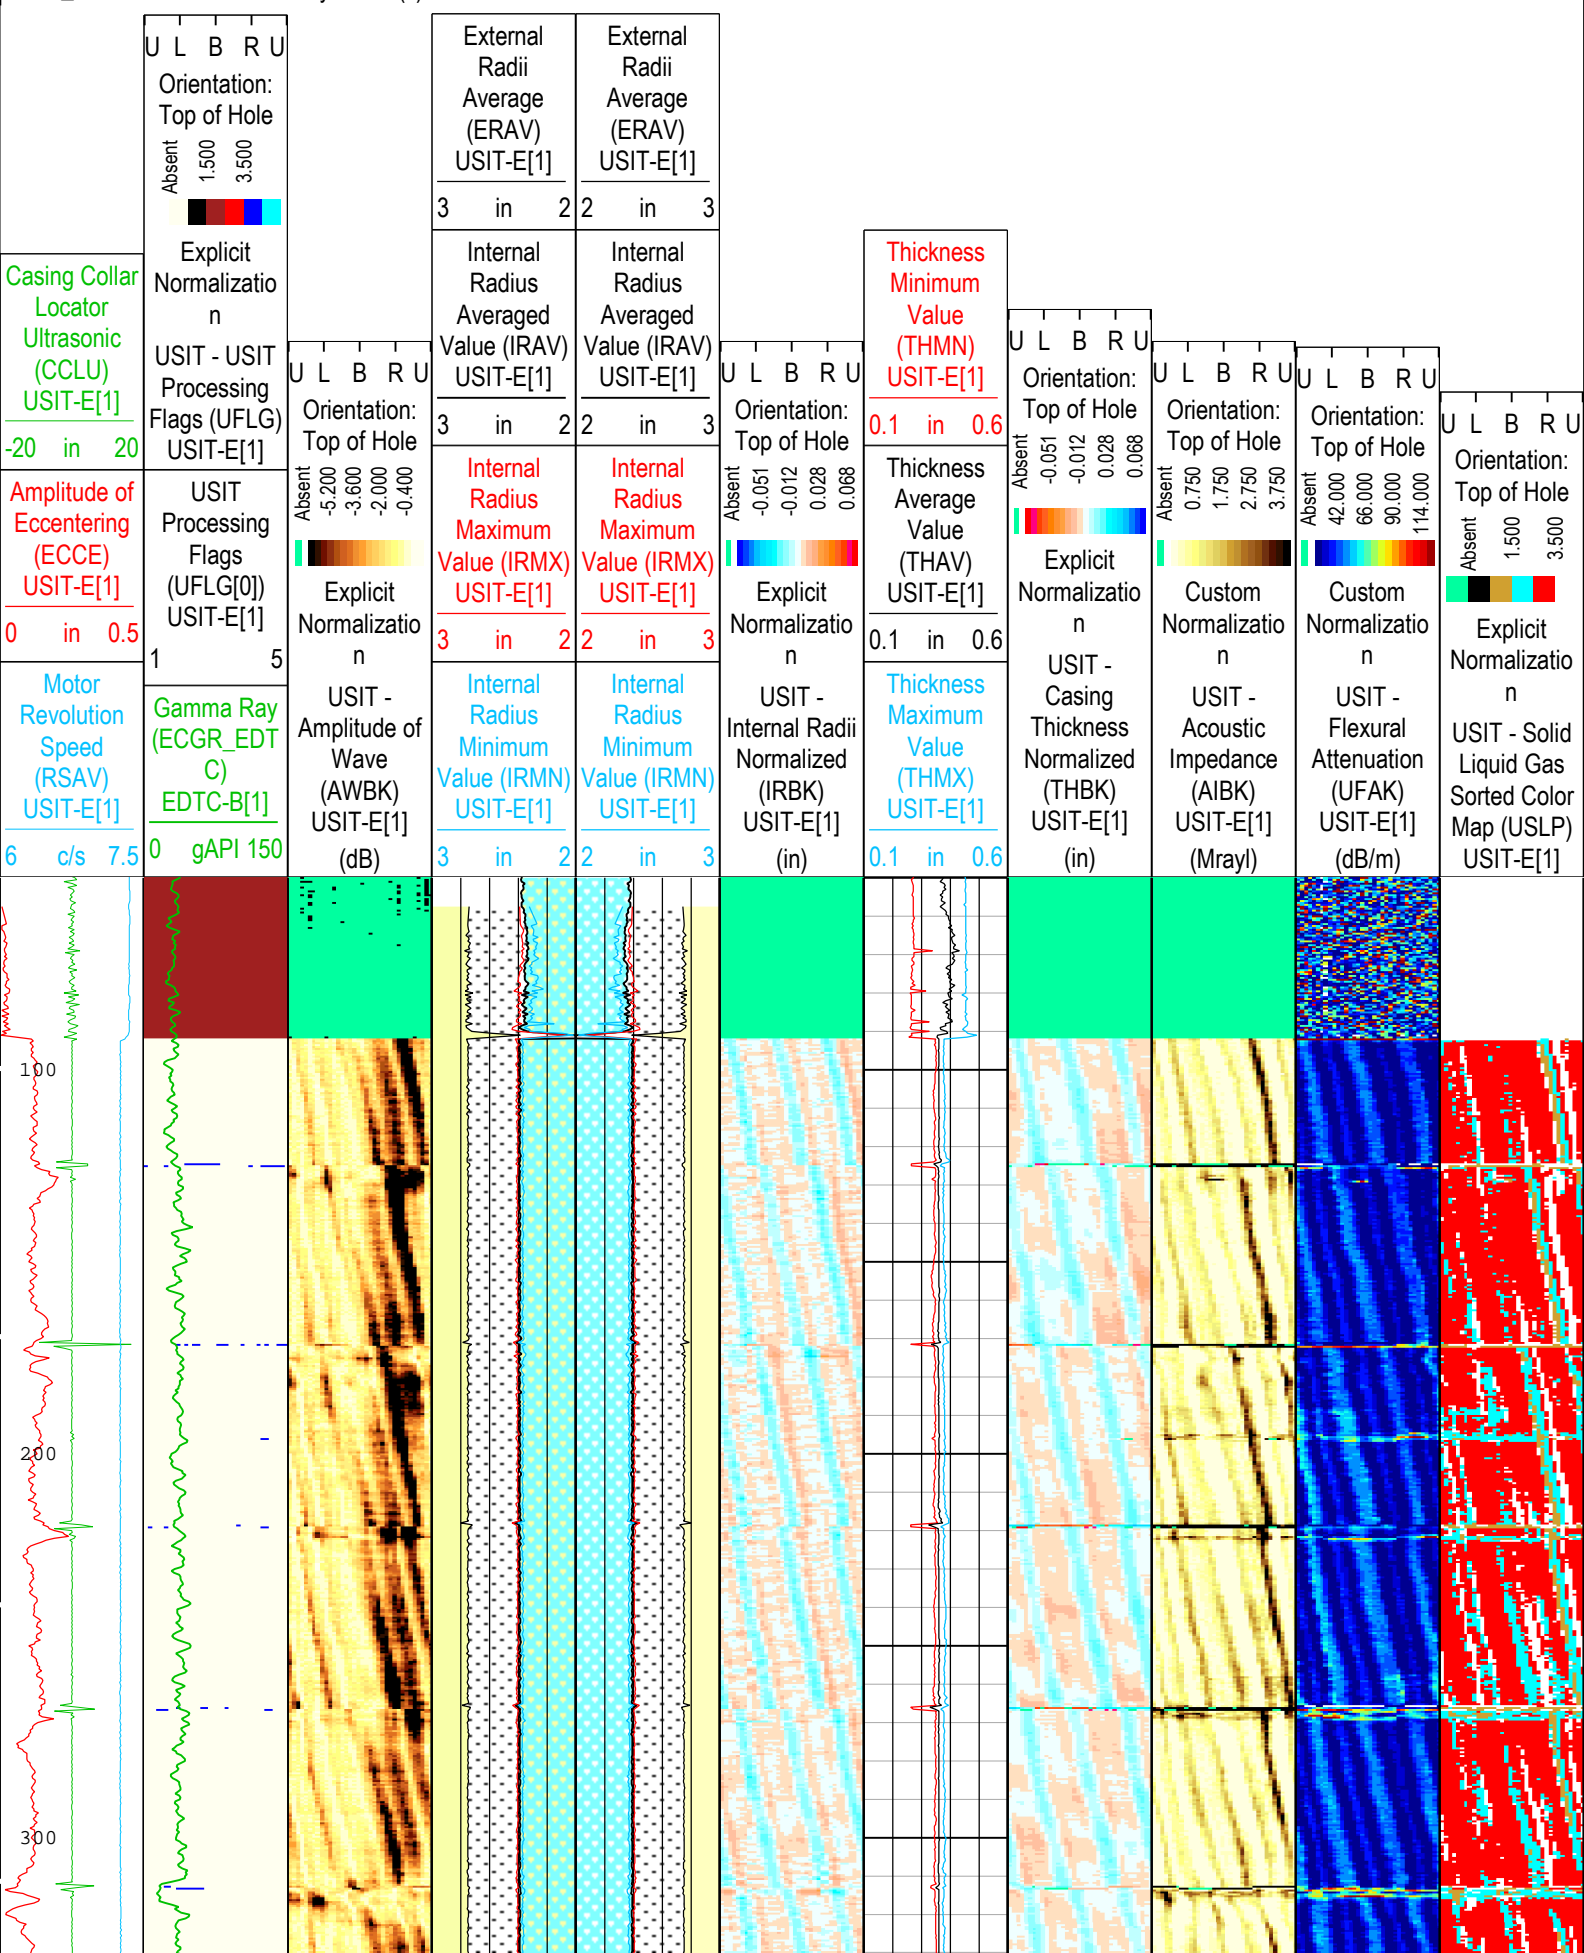 Casing Collar
Locator
Ultrasonic
(CCLU)
USIT-E[1]
-20 in 20
Amplitude of
Eccentering
(ECCE)
USIT-E[1]
0 in 0.5
Motor
Revolution
Speed
(RSAV)
USIT-E[1]
6 c/s 7.5
U L B R U
Orientation:
Top of Hole
Absent
1.500
3.500
Explicit
Normalizatio
n
USIT - USIT
Processing
Flags (UFLG)
USIT-E[1]
USIT
Processing
Flags
(UFLG[0])
USIT-E[1]
1 5
Gamma Ray
(ECGR_EDT
C)
EDTC-B[1]
0 gAPI 150
U L B R U
Orientation:
Top of Hole
Absent
-5.200
-3.600
-2.000
-0.400
Explicit
Normalizatio
n
USIT -
Amplitude of
Wave
(AWBK)
USIT-E[1]
(dB)
External
Radii
Average
(ERAV)
USIT-E[1]
3 in 2
Internal
Radius
Averaged
Value (IRAV)
USIT-E[1]
3 in 2
Internal
Radius
Maximum
Value (IRMX)
USIT-E[1]
3 in 2
Internal
Radius
Minimum
Value (IRMN)
USIT-E[1]
3 in 2
External
Radii
Average
(ERAV)
USIT-E[1]
2 in 3
Internal
Radius
Averaged
Value (IRAV)
USIT-E[1]
2 in 3
Internal
Radius
Maximum
Value (IRMX)
USIT-E[1]
2 in 3
Internal
Radius
Minimum
Value (IRMN)
USIT-E[1]
2 in 3
U L B R U
Orientation:
Top of Hole
Absent
-0.051
-0.012
0.028
0.068
Explicit
Normalizatio
n
USIT -
Internal Radii
Normalized
(IRBK)
USIT-E[1]
(in)
Thickness
Minimum
Value
(THMN)
USIT-E[1]
0.1 in 0.6
Thickness
Average
Value
(THAV)
USIT-E[1]
0.1 in 0.6
Thickness
Maximum
Value
(THMX)
USIT-E[1]
0.1 in 0.6
U L B R U
Orientation:
Top of Hole
Absent
-0.051
-0.012
0.028
0.068
Explicit
Normalizatio
n
USIT -
Casing
Thickness
Normalized
(THBK)
USIT-E[1]
(in)
U L B R U
Orientation:
Top of Hole
Absent
0.750
1.750
2.750
3.750
Custom
Normalizatio
n
USIT -
Acoustic
Impedance
(AIBK)
USIT-E[1]
(Mrayl)
U L B R U
Orientation:
Top of Hole
Absent
42.000
66.000
90.000
114.000
Custom
Normalizatio
n
USIT -
Flexural
Attenuation
(UFAK)
USIT-E[1]
(dB/m)
U L B R U
Orientation:
Top of Hole
Absent
1.500
3.500
Explicit
Normalizatio
n
USIT - Solid
Liquid Gas
Sorted Color
Map (USLP)
USIT-E[1]
100
200
300